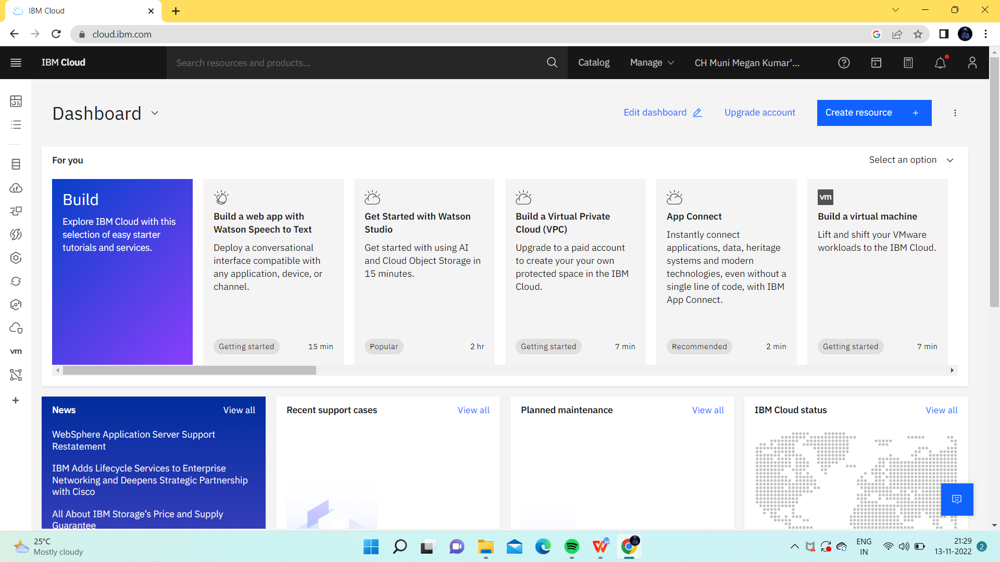 IBM Cloud
cloud.ibm.com
IBM Cloud
Search resources and products...
Catalog
Manage
CH Muni Megan Kumar'...
Dashboard
Edit dashboard
Upgrade account
Create resource +
For you
Select an option
Build
Explore IBM Cloud with this
selection of easy starter
tutorials and services.
Build a web app with
Watson Speech to Text
Deploy a conversational
interface compatible with
any application, device, or
channel.
Getting started
15 min
Get Started with Watson
Studio
Get started with using AI
and Cloud Object Storage in
15 minutes.
Popular
2 hr
Build a Virtual Private
Cloud (VPC)
Upgrade to a paid account
to create your your own
protected space in the IBM
Cloud.
Getting started
7 min
App Connect
Instantly connect
applications, data, heritage
systems and modern
technologies, even without a
single line of code, with IBM
App Connect.
Recommended
2 min
vm
Build a virtual machine
Lift and shift your VMware
workloads to the IBM Cloud.
Getting started
7 min
cf
vm
News
View all
WebSphere Application Server Support
Restatement
IBM Adds Lifecycle Services to Enterprise
Networking and Deepens Strategic Partnership
with Cisco
All About IBM Storage’s Price and Supply
Guarantee
Recent support cases
View all
Planned maintenance
View all
IBM Cloud status
View all
25°C
Mostly cloudy
ENG
IN
21:29
13-11-2022
2